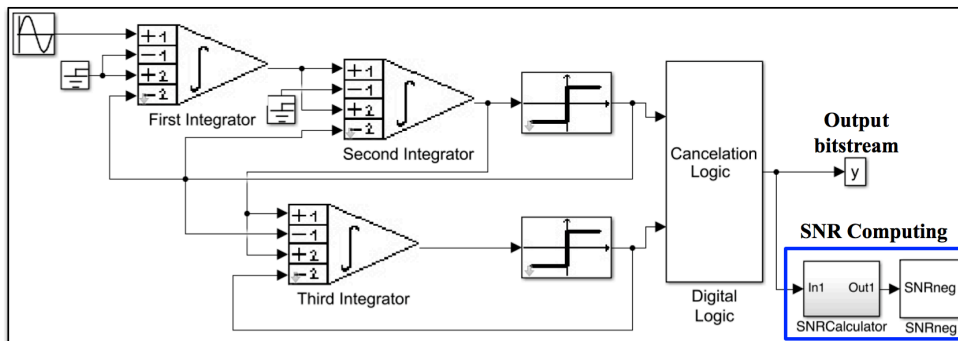 +1
−1
+2
−2
First Integrator
+1
−1
+2
−2
Second Integrator
Cancelation
Logic
Output
bitstream
y
+1
−1
+2
−2
Third Integrator
Digital
Logic
SNR Computing
In1
Out1
SNRneg
SNRCalculator
SNRneg